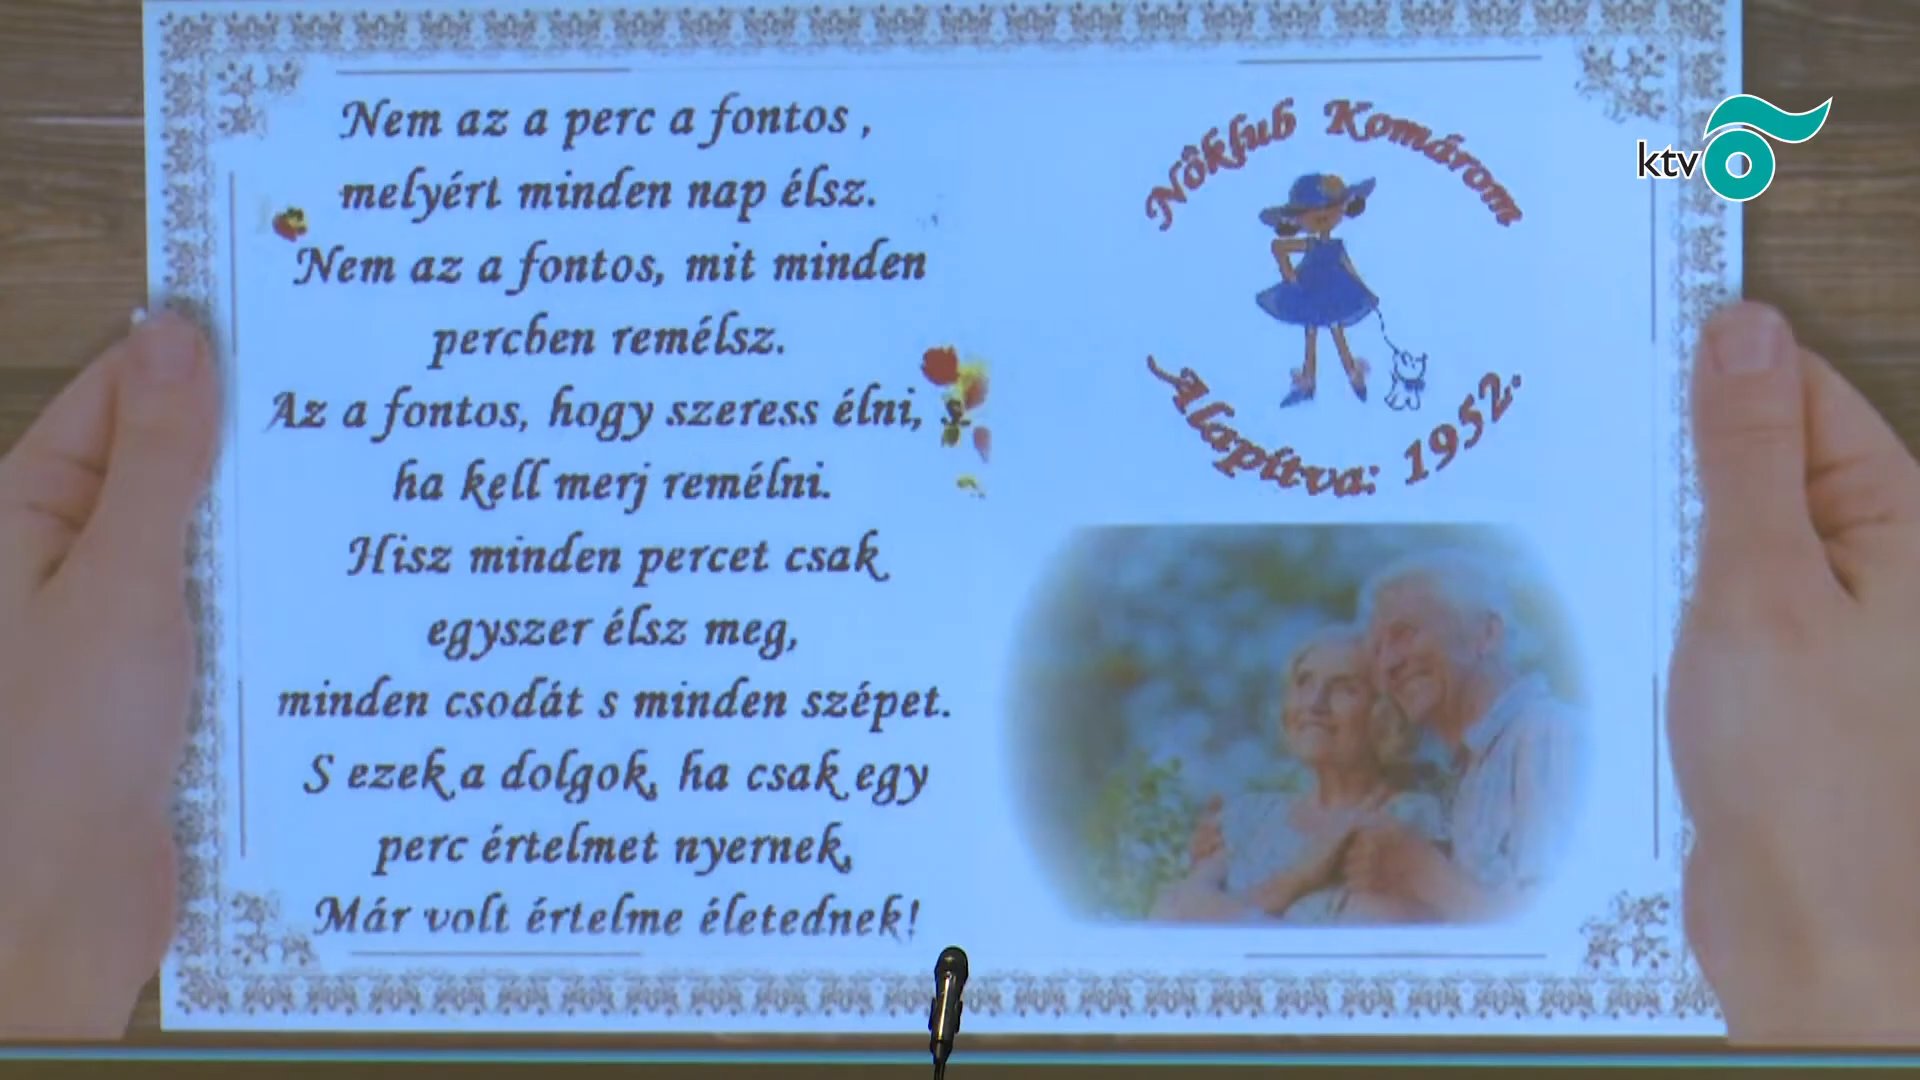 Nem az a perc a fontos ,
melyért minden nap élsz.
Nem az a fontos, mit minden
percben remélsz.
Az a fontos, hogy szeress élni, s
ha kell merj remélni.
Hisz minden percet csak
egyszer élsz meg,
minden csodát s minden szépet.
S ezek a dolgok, ha csak egy
perc értelmet nyernek,
Már volt értelme életednek!
Nôklub Komárom
Alapítva: 1952.
ktv